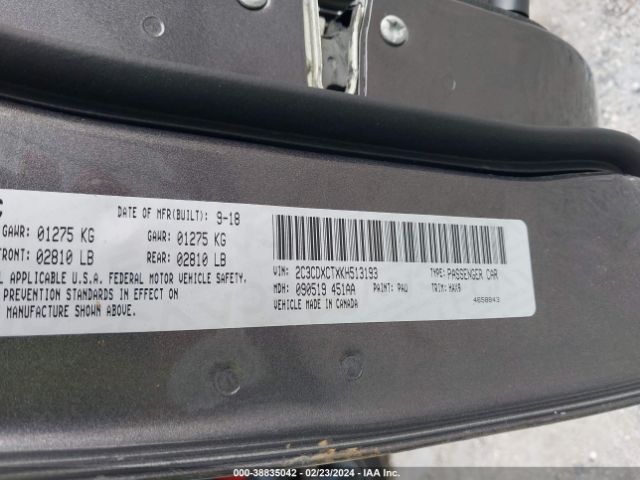 DATE OF MFR(BUILT): 9-18
GAWR: 01275 KG GAWR: 01275 KG
FRONT: 02810 LB REAR: 02810 LB
APPLICABLE U.S.A. FEDERAL MOTOR VEHICLE SAFETY,
PREVENTION STANDARDS IN EFFECT ON
MANUFACTURE SHOWN ABOVE.
VIN: 2C3CDXCTXKH513193 TYPE: PASSENGER CAR
MDH: 090519 451AA PAINT: PAU TRIM: HAX9
VEHICLE MADE IN CANADA 4658843
000-38835042 - 02/23/2024 - IAA Inc.